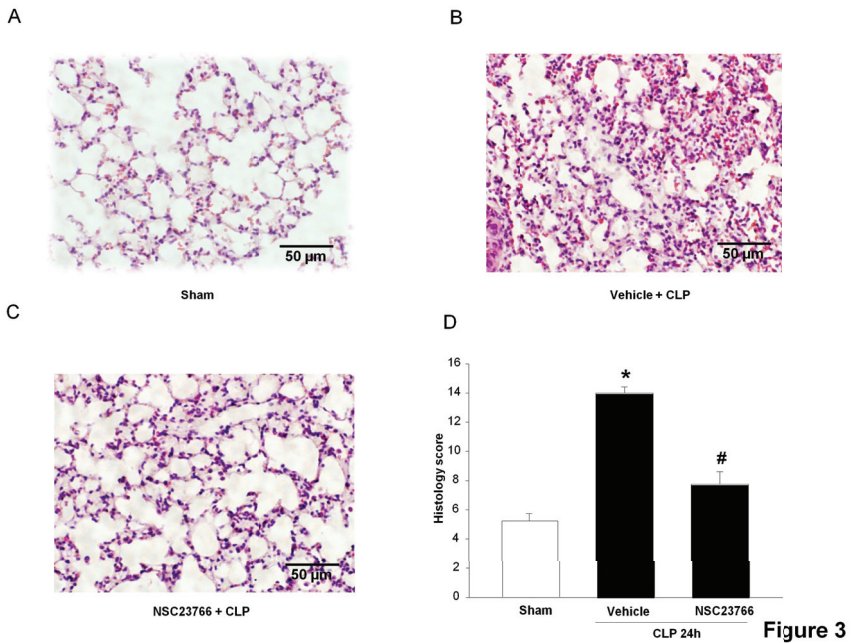 A
B
50 µm
50 µm
Sham
Vehicle + CLP
C
D
50 µm
NSC23766 + CLP
Histology score
16
14
12
10
8
6
4
2
0
*
#
Sham
Vehicle
NSC23766
CLP 24h
Figure 3